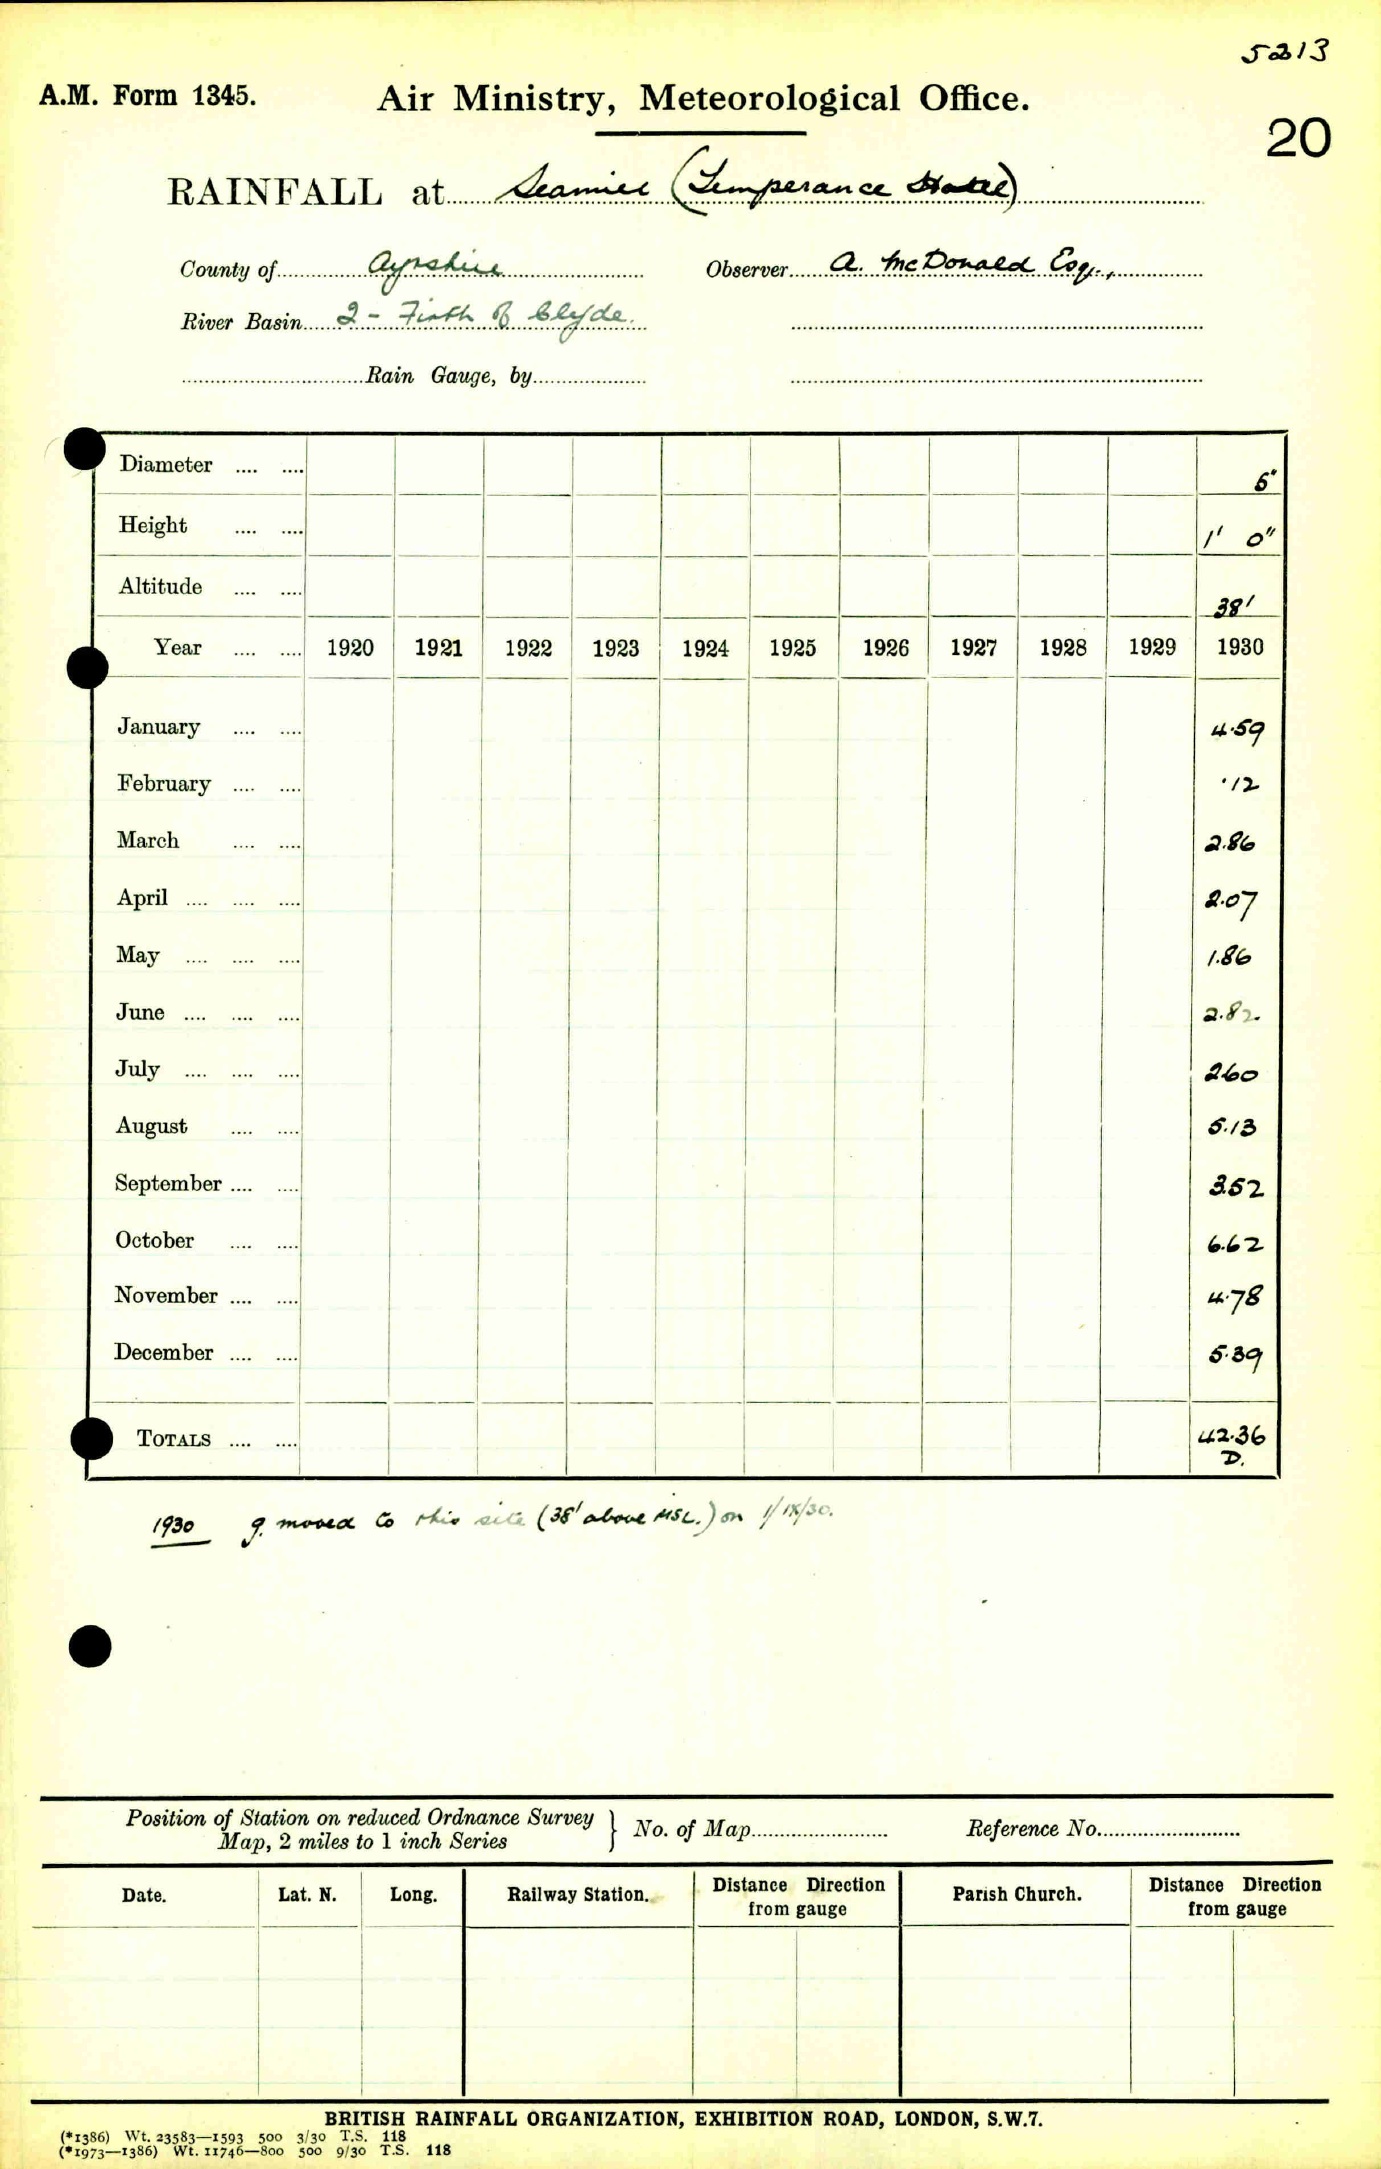 5213
A.M. Form 1345. Air Ministry, Meteorological Office.
20
RAINFALL at Seamill (Temperance Hotel)
County of Ayrshire Observer A. McDonald Esq.,
River Basin 2 - Firth of Clyde.
Rain Gauge, by
Diameter .... .... 5"
Height .... .... 1' 0"
Altitude .... .... 38'
Year .... .... 1920 1921 1922 1923 1924 1925 1926 1927 1928 1929 1930
January .... .... 4.59
February .... .... .12
March .... .... 2.86
April .... .... .... 2.07
May .... .... .... 1.86
June .... .... .... 2.82
July .... .... .... 2.60
August .... .... 5.13
September .... .... 3.52
October .... .... 6.62
November .... .... 4.78
December .... .... 5.39
TOTALS .... .... 42.36
D.
1930 g. moved to this site (38' above MSL.) on 1/IX/30.
Position of Station on reduced Ordnance Survey
Map, 2 miles to 1 inch Series } No. of Map Reference No.
Date. Lat. N. Long. Railway Station. Distance Direction from gauge Parish Church. Distance Direction from gauge
BRITISH RAINFALL ORGANIZATION, EXHIBITION ROAD, LONDON, S.W.7.
(*1386) Wt. 23583—1593 500 3/30 T.S. 118
(*1973—1386) Wt. 11746—800 500 9/30 T.S. 118